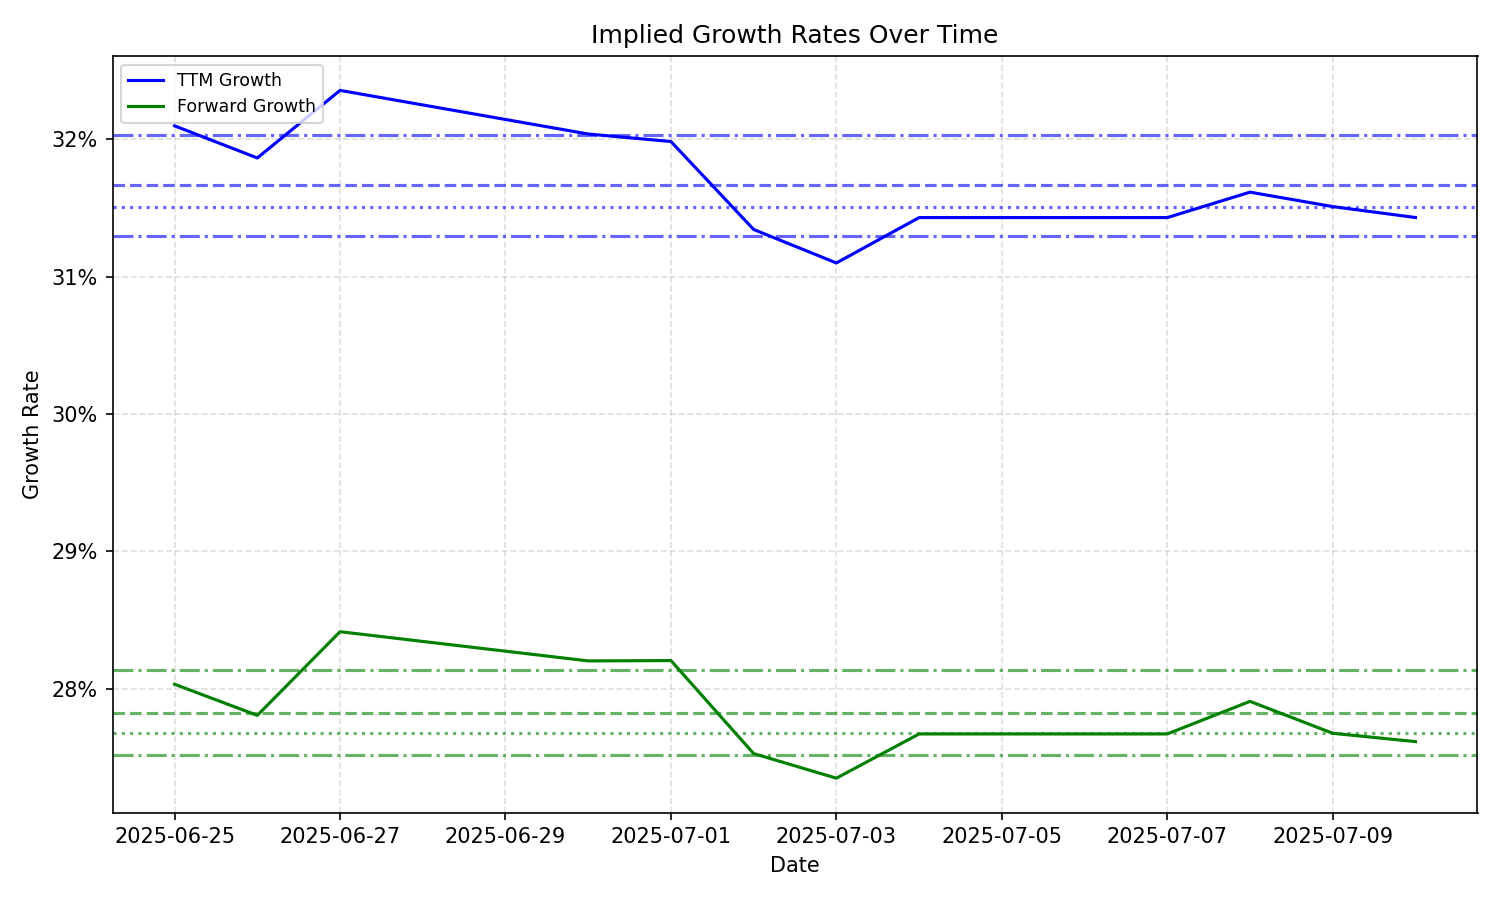 Implied Growth Rates Over Time
TTM Growth
Forward Growth
32%
31%
30%
29%
28%
Growth Rate
2025-06-25 2025-06-27 2025-06-29 2025-07-01 2025-07-03 2025-07-05 2025-07-07 2025-07-09
Date